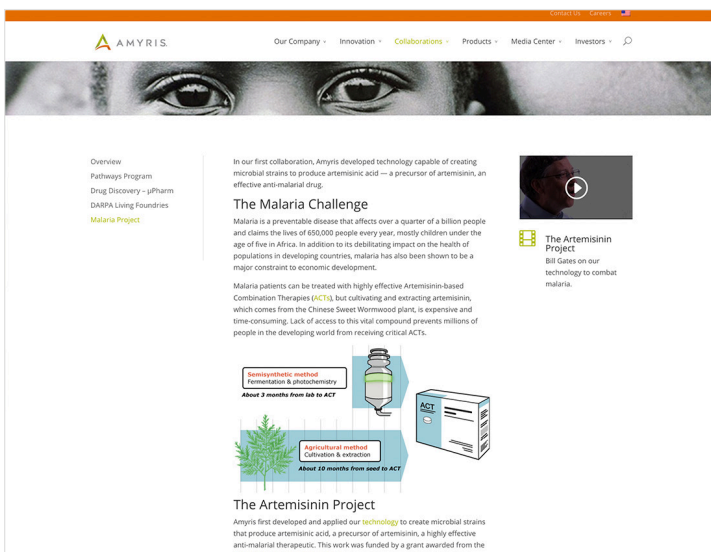 Contact Us Careers
AMYRIS
Our Company Innovation Collaborations Products Media Center Investors
Overview
Pathways Program
Drug Discovery – µPharm
DARPA Living Foundries
Malaria Project
In our first collaboration, Amyris developed technology capable of creating
microbial strains to produce artemisinic acid — a precursor of artemisinin, an
effective anti-malarial drug.
The Malaria Challenge
Malaria is a preventable disease that affects over a quarter of a billion people
and claims the lives of 650,000 people every year, mostly children under the
age of five in Africa. In addition to its debilitating impact on the health of
populations in developing countries, malaria has also been shown to be a
major constraint to economic development.
Malaria patients can be treated with highly effective Artemisinin-based
Combination Therapies (ACTs), but cultivating and extracting artemisinin,
which comes from the Chinese Sweet Wormwood plant, is expensive and
time-consuming. Lack of access to this vital compound prevents millions of
people in the developing world from receiving critical ACTs.
Semisynthetic method
Fermentation & photochemistry
About 3 months from lab to ACT
ACT
Agricultural method
Cultivation & extraction
About 10 months from seed to ACT
The Artemisinin Project
Amyris first developed and applied our technology to create microbial strains
that produce artemisinic acid, a precursor of artemisinin, a highly effective
anti-malarial therapeutic. This work was funded by a grant awarded from the
The Artemisinin
Project
Bill Gates on our
technology to combat
malaria.